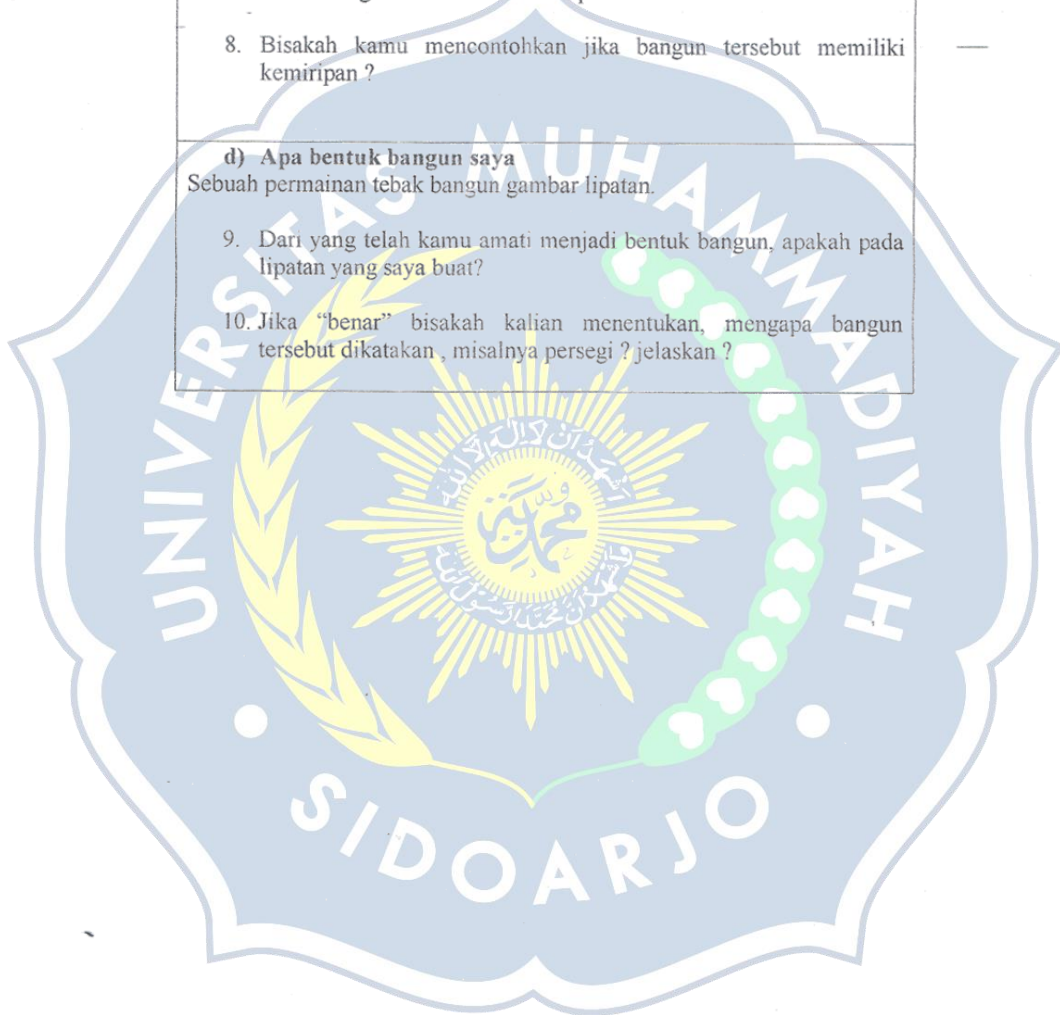 8. Bisakah kamu mencontohkan jika bangun tersebut memiliki
kemiripan ?
d) Apa bentuk bangun saya
Sebuah permainan tebak bangun gambar lipatan.
9. Dari yang telah kamu amati menjadi bentuk bangun, apakah pada
lipatan yang saya buat?
10. Jika “benar” bisakah kalian menentukan, mengapa bangun
tersebut dikatakan , misalnya persegi ? jelaskan ?
UNIVERSITAS MUHAMMADIYAH
SIDOARJO
محمد